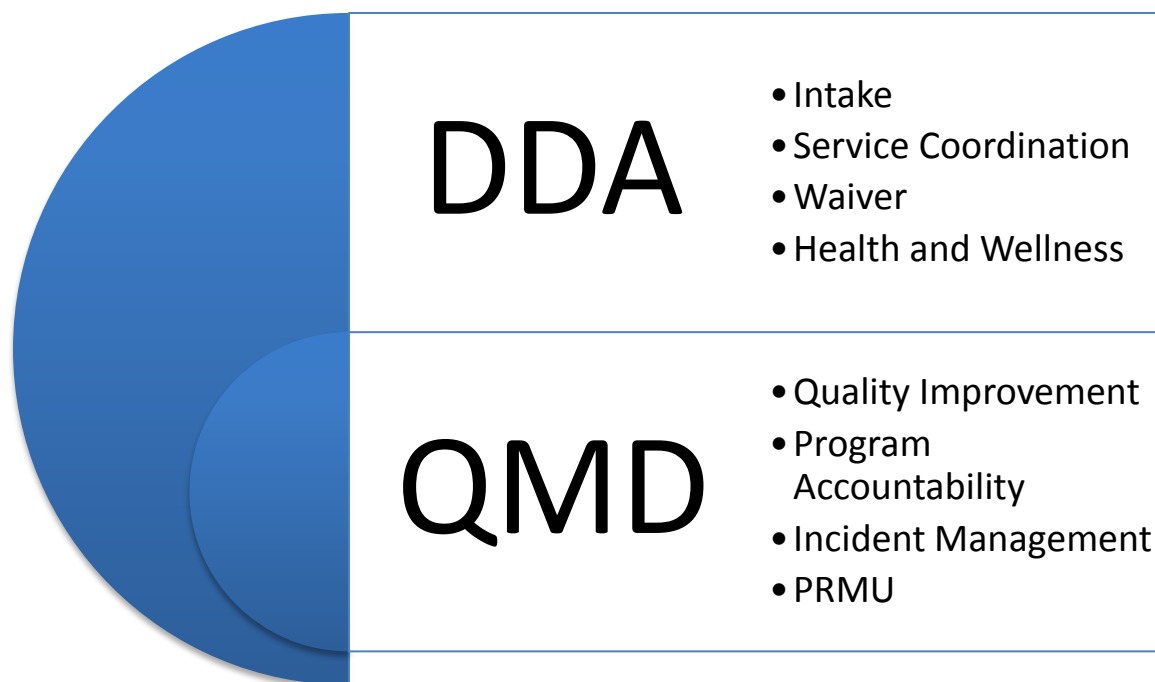 DDA
• Intake
• Service Coordination
• Waiver
• Health and Wellness
QMD
• Quality Improvement
• Program
Accountability
• Incident Management
• PRMU